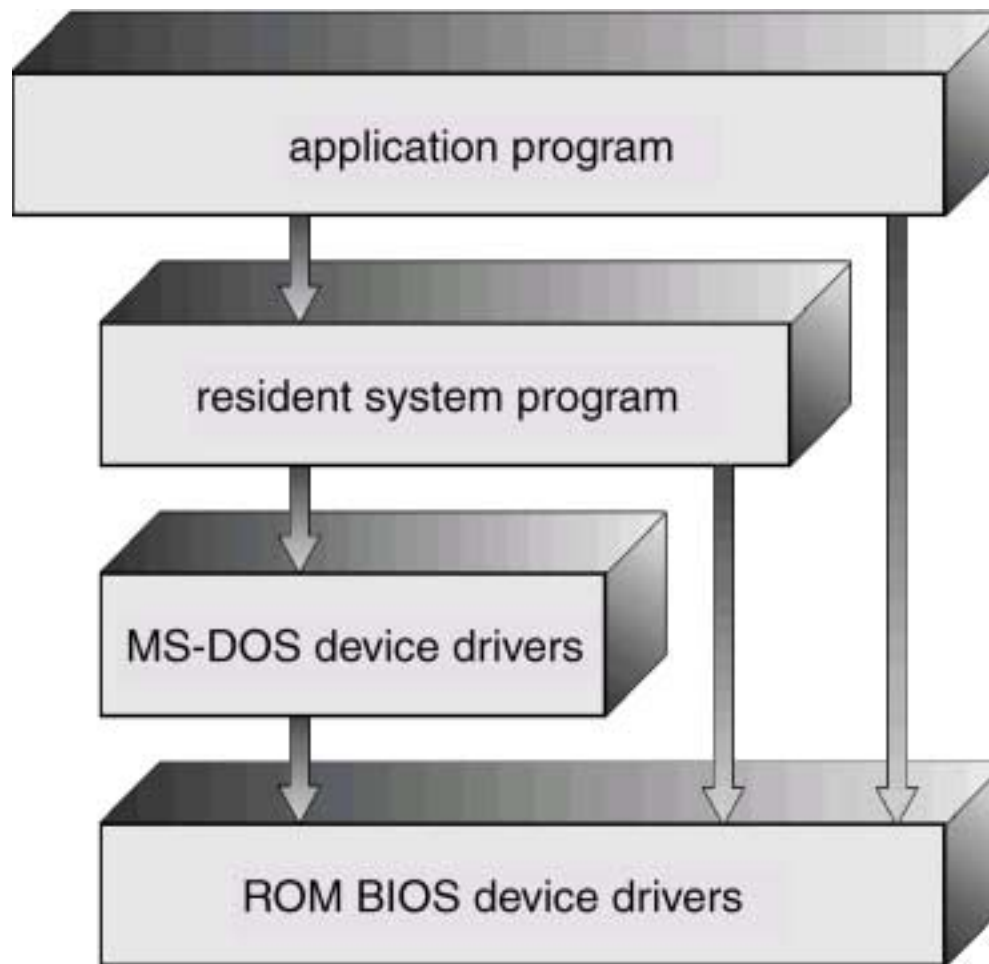 application program
resident system program
MS-DOS device drivers
ROM BIOS device drivers